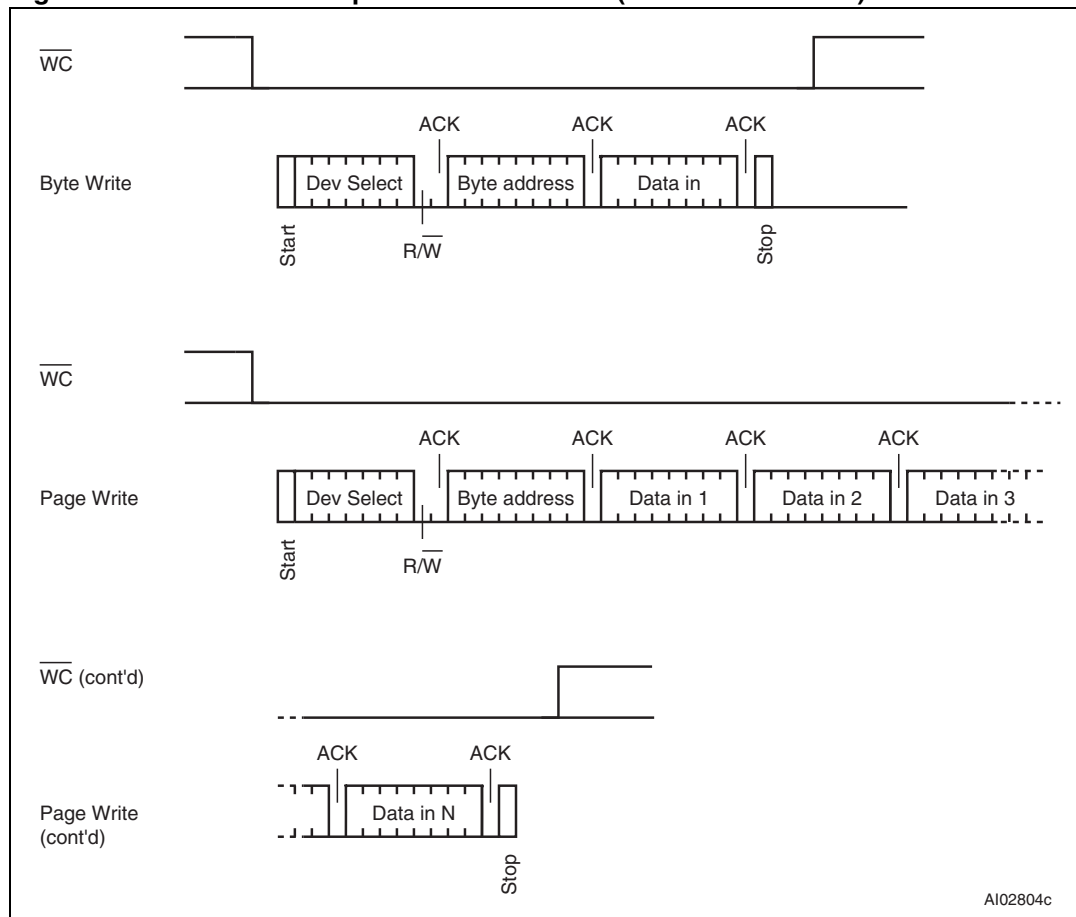 WC
ACK ACK ACK
Byte Write Dev Select Byte address Data in
Start R/W Stop
WC
ACK ACK ACK ACK
Page Write Dev Select Byte address Data in 1 Data in 2 Data in 3
Start R/W
WC (cont'd)
ACK ACK
Page Write Data in N
(cont'd)
Stop
AI02804c